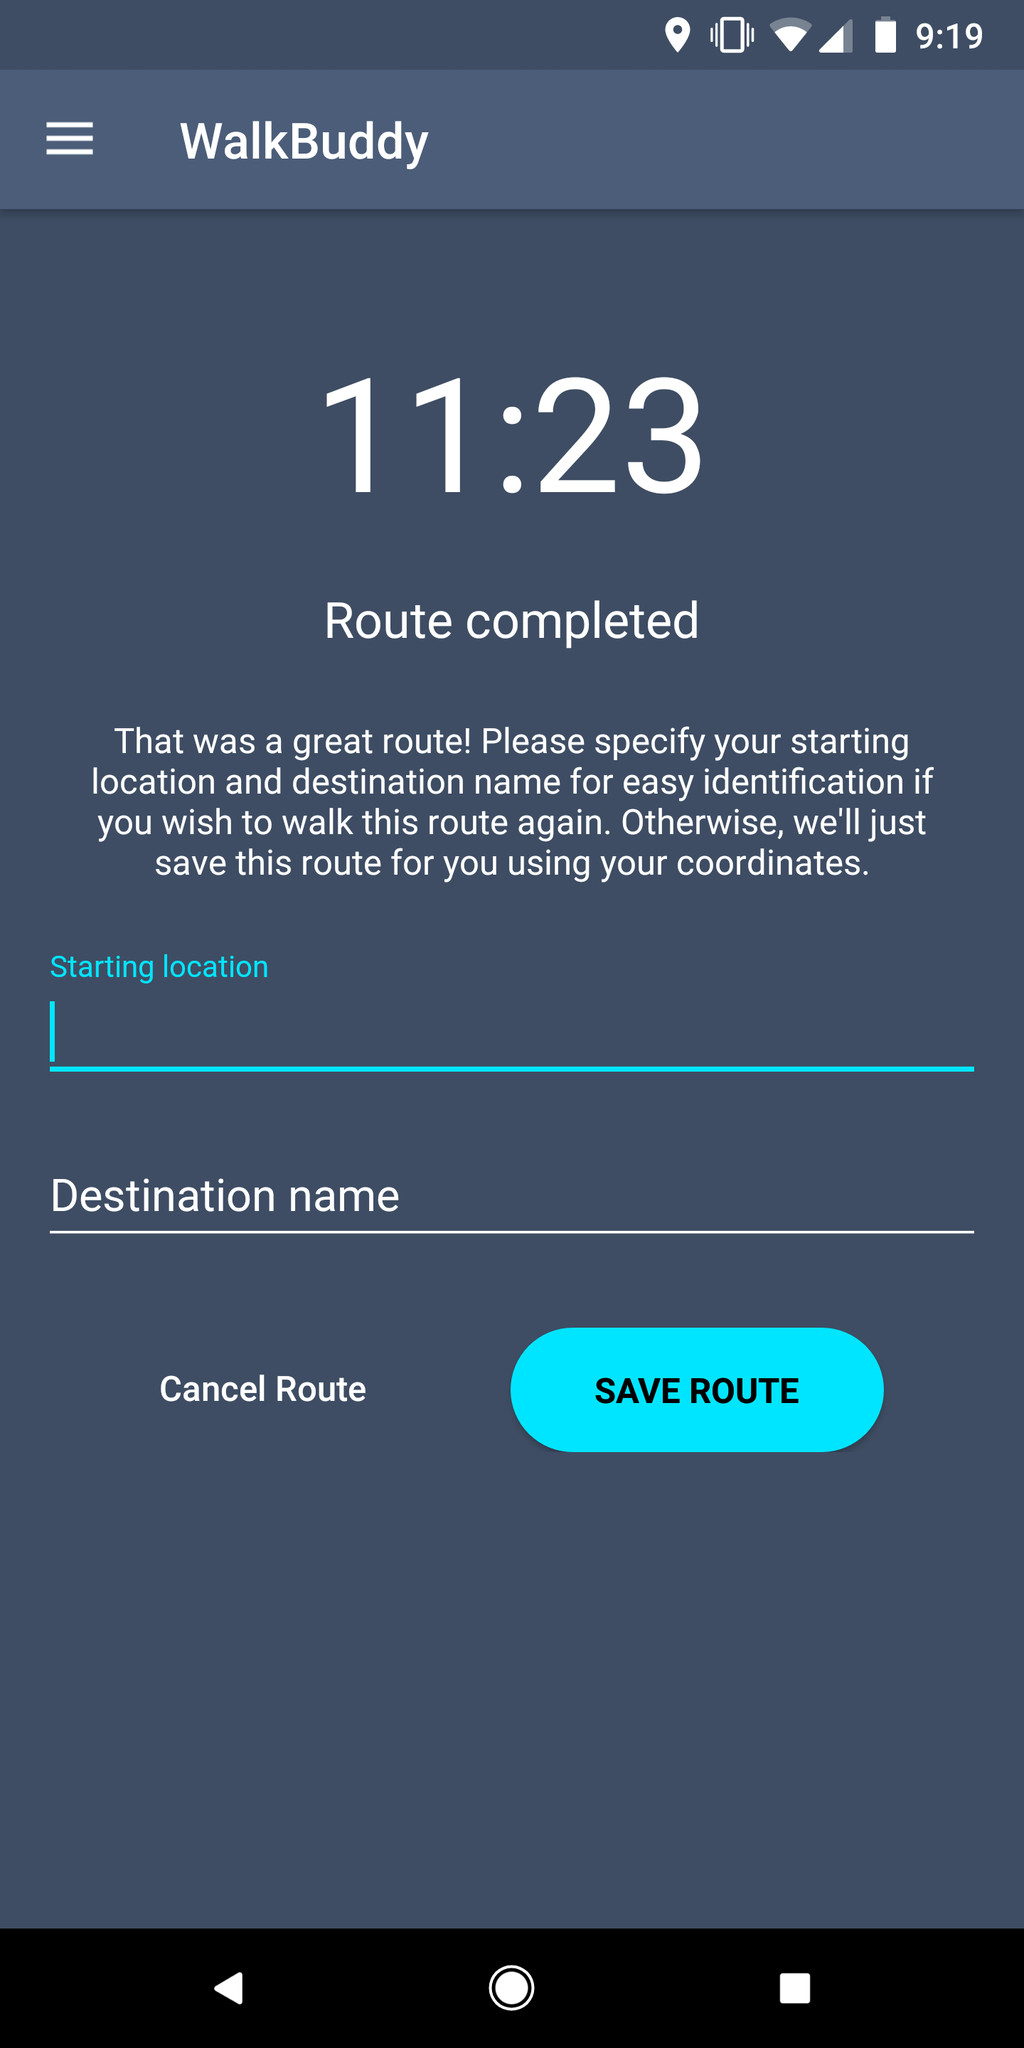 9:19
WalkBuddy
11:23
Route completed
That was a great route! Please specify your starting
location and destination name for easy identification if
you wish to walk this route again. Otherwise, we'll just
save this route for you using your coordinates.
Starting location
Destination name
Cancel Route
SAVE ROUTE